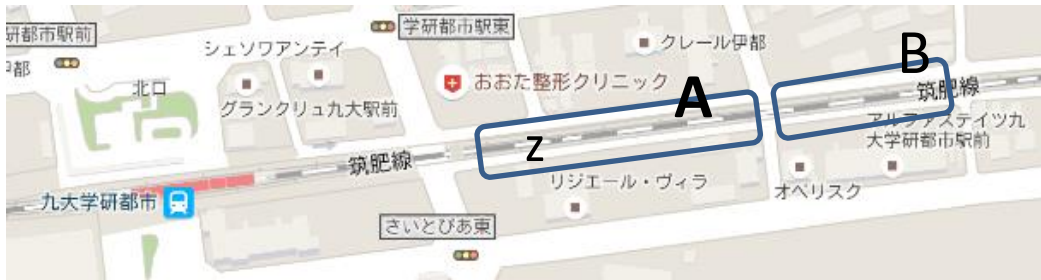 研都市駅前
学研都市駅東
シェソワアンティ
クレール伊都
B
伊都
北口
おおた整形クリニック
A
筑肥線
グランクリュ九大駅前
アルファステイツ九
大学研都市駅前
z
筑肥線
リジエール・ヴィラ
オベリスク
九大学研都市
さいとぴあ東